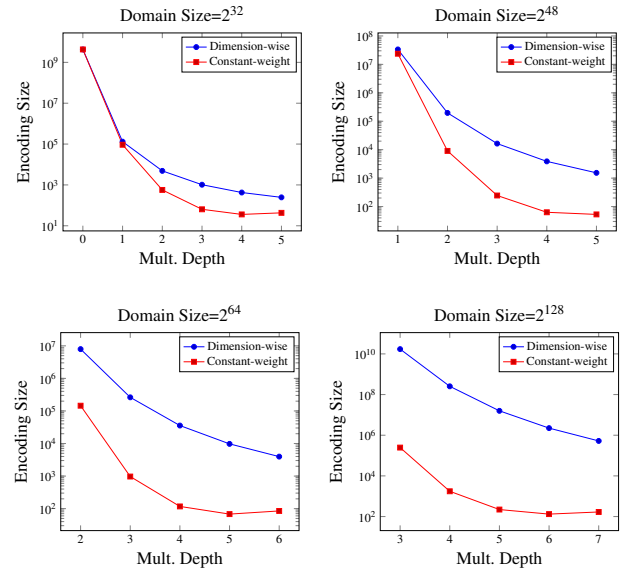 Domain Size=2^32
Encoding Size
10^9
10^7
10^5
10^3
10^1
Dimension-wise
Constant-weight
0 1 2 3 4 5
Mult. Depth
Domain Size=2^48
Encoding Size
10^8
10^7
10^6
10^5
10^4
10^3
10^2
Dimension-wise
Constant-weight
1 2 3 4 5
Mult. Depth
Domain Size=2^64
Encoding Size
10^7
10^6
10^5
10^4
10^3
10^2
Dimension-wise
Constant-weight
2 3 4 5 6
Mult. Depth
Domain Size=2^128
Encoding Size
10^10
10^8
10^6
10^4
10^2
Dimension-wise
Constant-weight
3 4 5 6 7
Mult. Depth